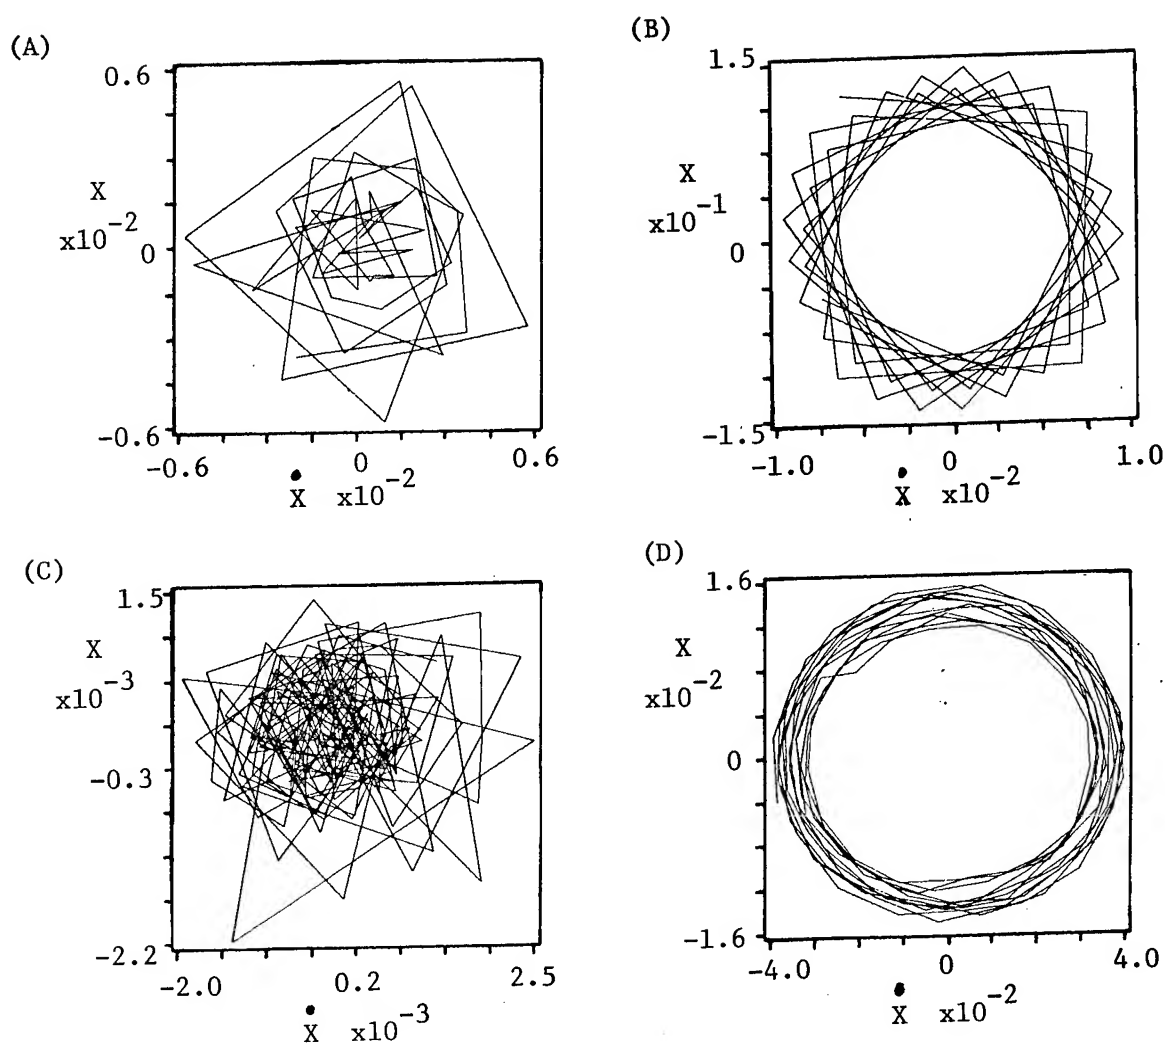 (A)
0.6
X
x10⁻²
0
-0.6
-0.6 0 0.6
Ẋ x10⁻²
(B)
1.5
X
x10⁻¹
0
-1.5
-1.0 0 1.0
Ẋ x10⁻²
(C)
1.5
X
x10⁻³
-0.3
-2.2
-2.0 0.2 2.5
Ẋ x10⁻³
(D)
1.6
X
x10⁻²
0
-1.6
-4.0 0 4.0
Ẋ x10⁻²